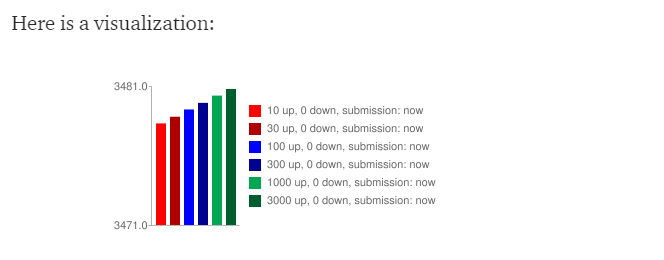 Here is a visualization:
3481.0
10 up, 0 down, submission: now
30 up, 0 down, submission: now
100 up, 0 down, submission: now
300 up, 0 down, submission: now
1000 up, 0 down, submission: now
3000 up, 0 down, submission: now
3471.0